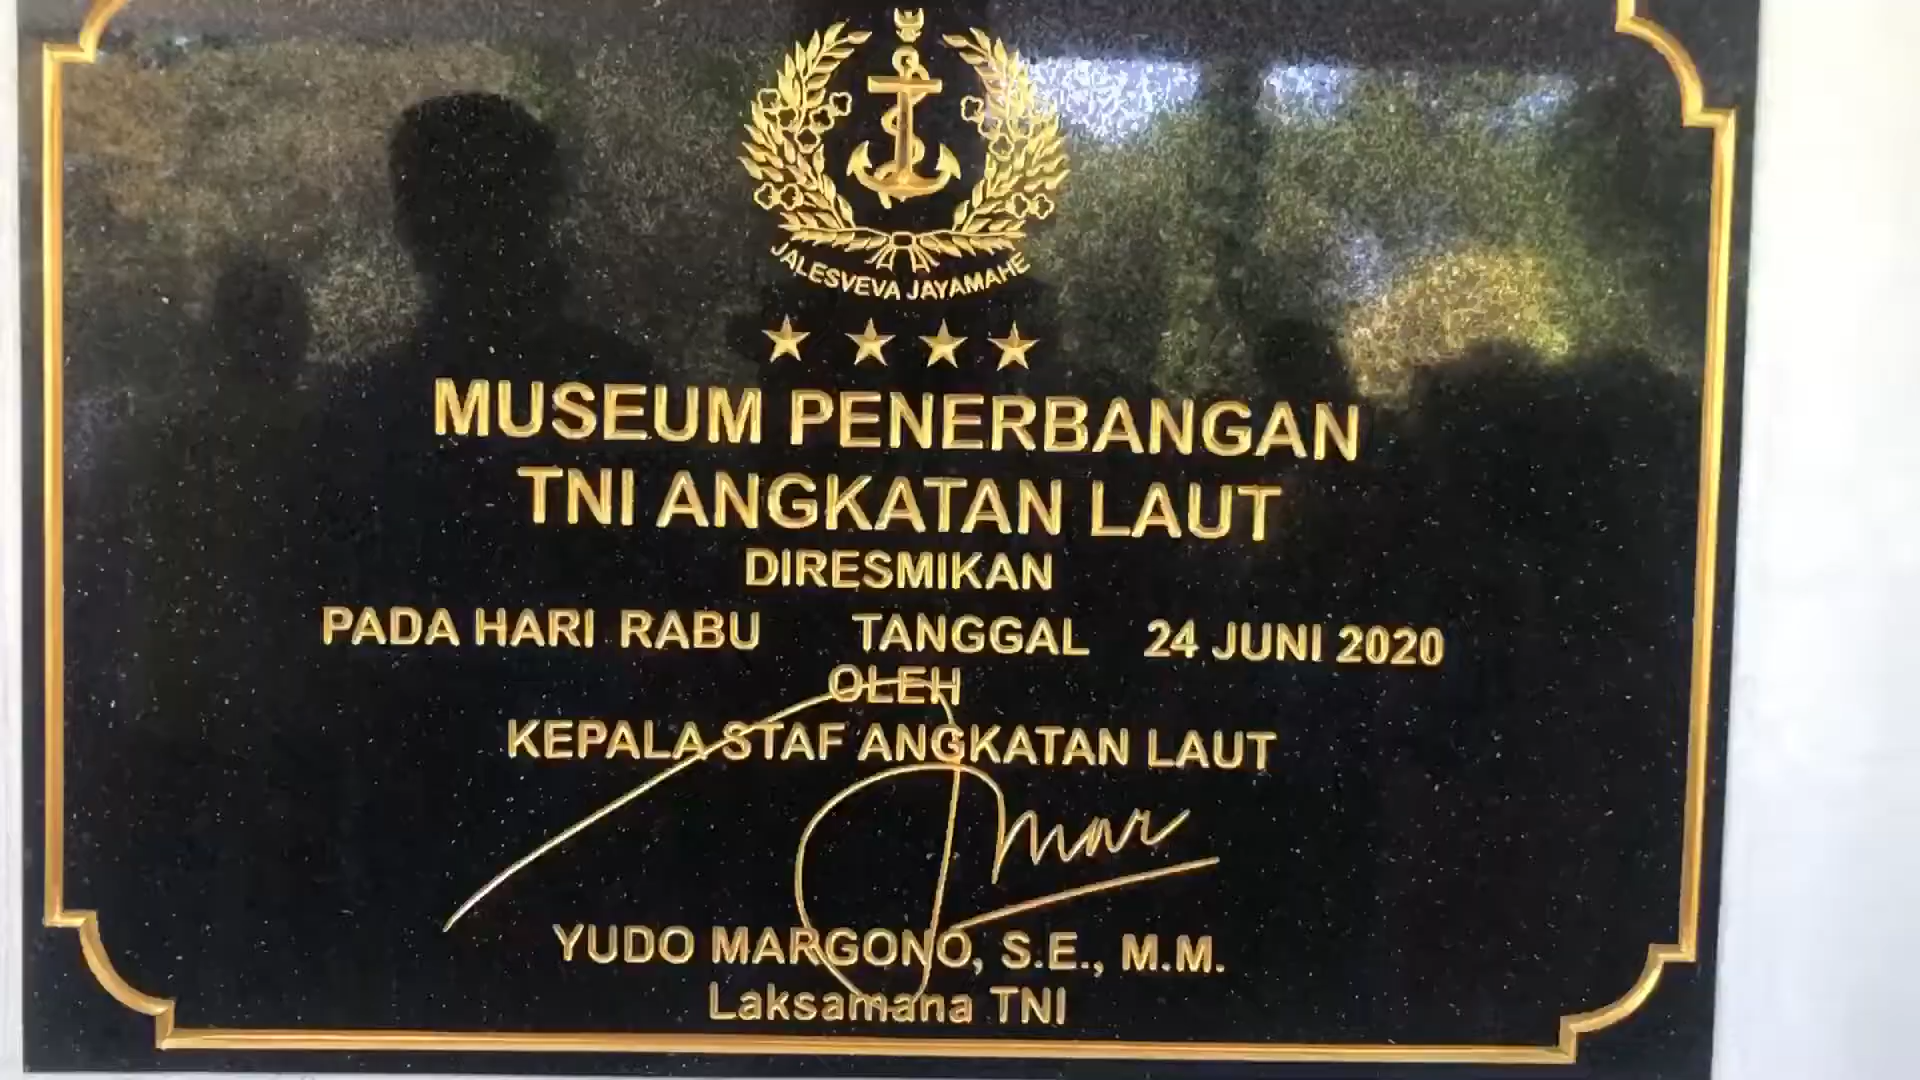 JALESVEVA JAYAMAHE
MUSEUM PENERBANGAN
TNI ANGKATAN LAUT
DIRESMIKAN
PADA HARI RABU TANGGAL 24 JUNI 2020
OLEH
KEPALA STAF ANGKATAN LAUT
YUDO MARGONO, S.E., M.M.
Laksamana TNI